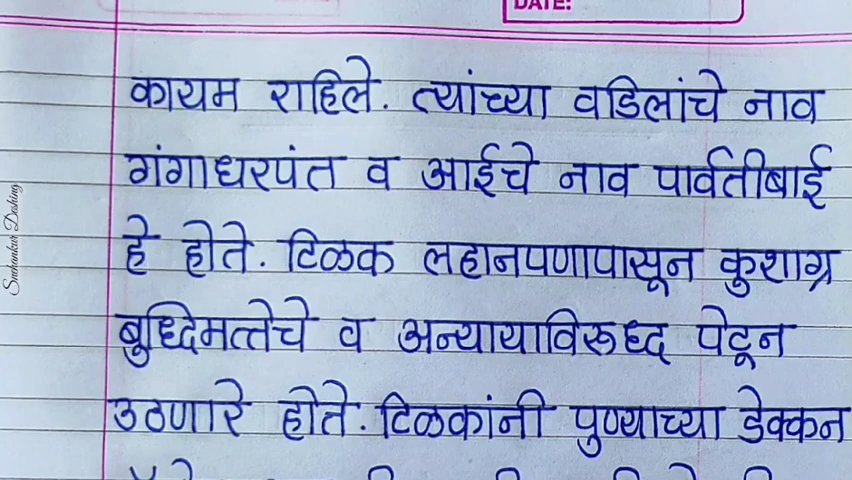 DATE:
कायम राहिले. त्यांच्या वडिलांचे नाव
गंगाधरपंत व आईचे नाव पार्वतीबाई
हे होते. टिळक लहानपणापासून कुशाग्र
बुध्दिमत्तेचे व अन्यायाविरूध्द पेटून
उठणारे होते. टिळकांनी पुण्याच्या डेक्कन